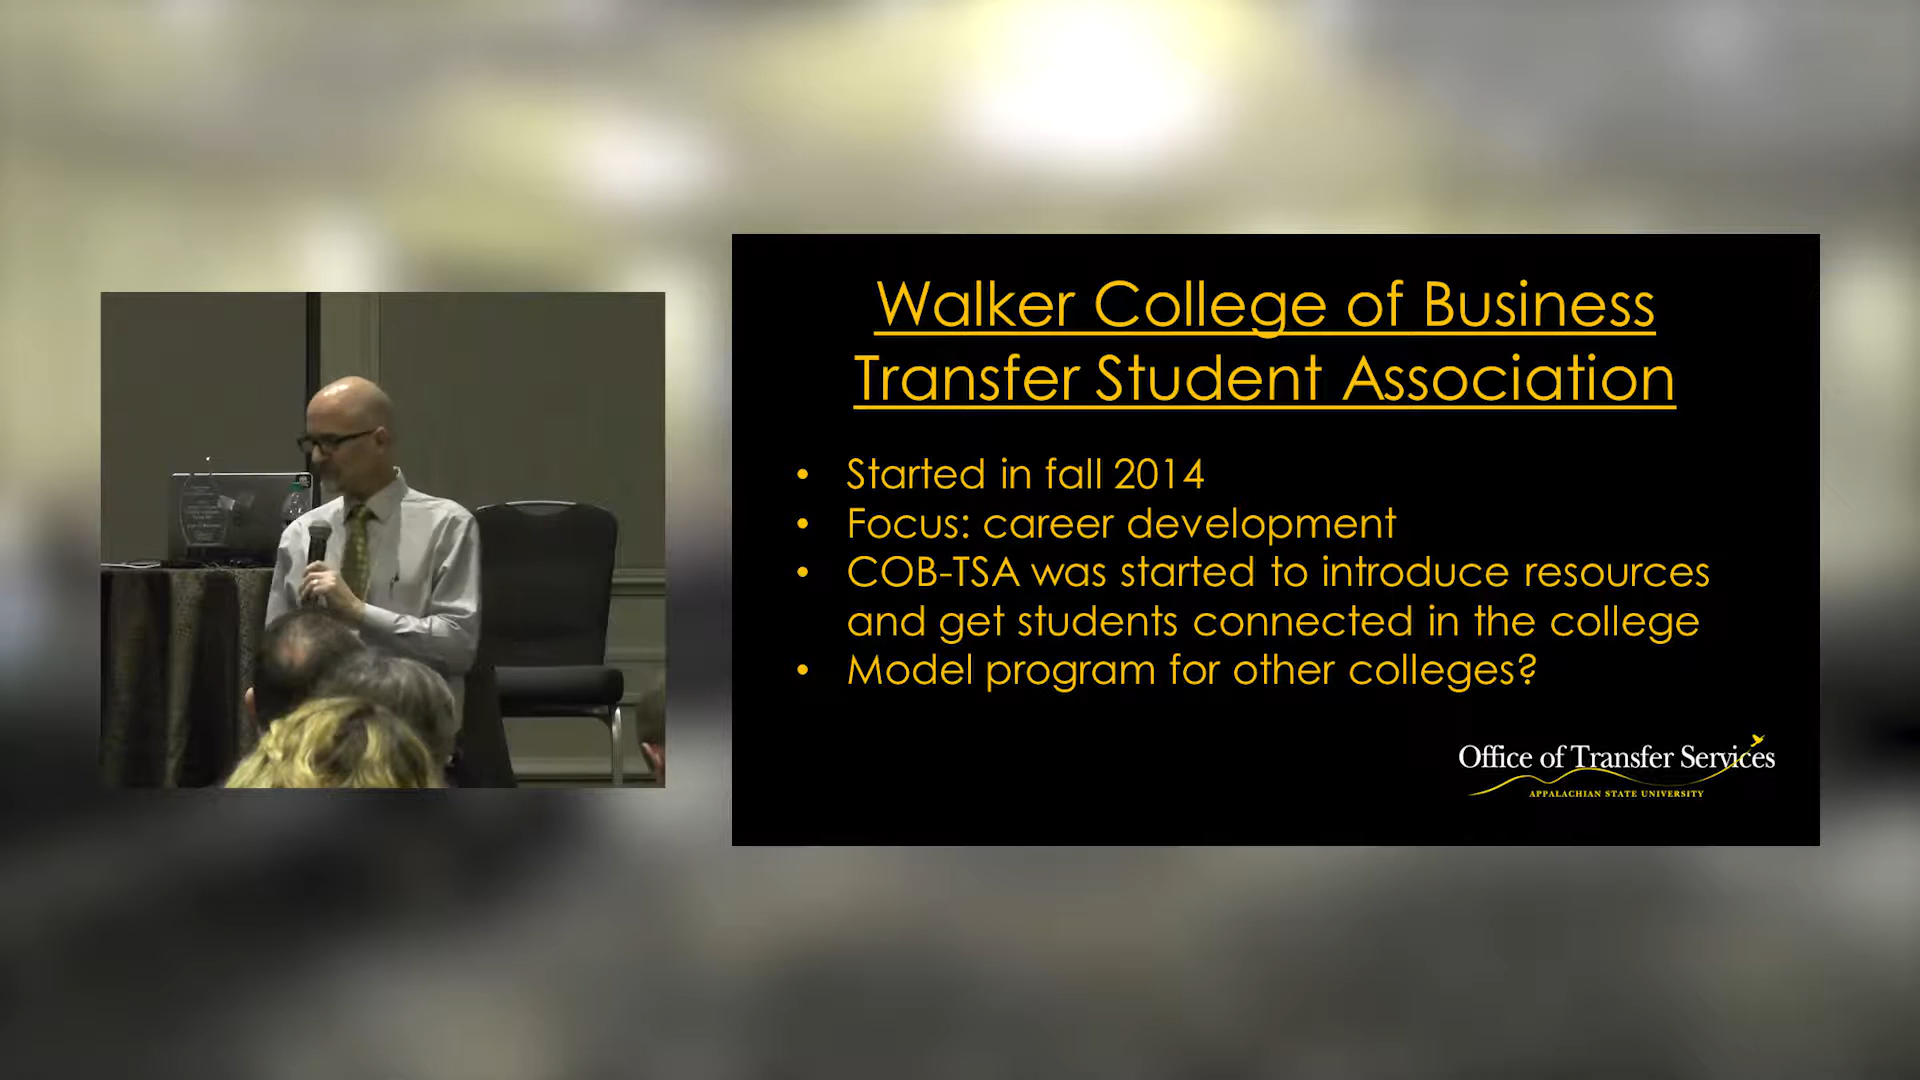 Walker College of Business
Transfer Student Association
• Started in fall 2014
• Focus: career development
• COB-TSA was started to introduce resources
and get students connected in the college
• Model program for other colleges?
Office of Transfer Services
APPALACHIAN STATE UNIVERSITY